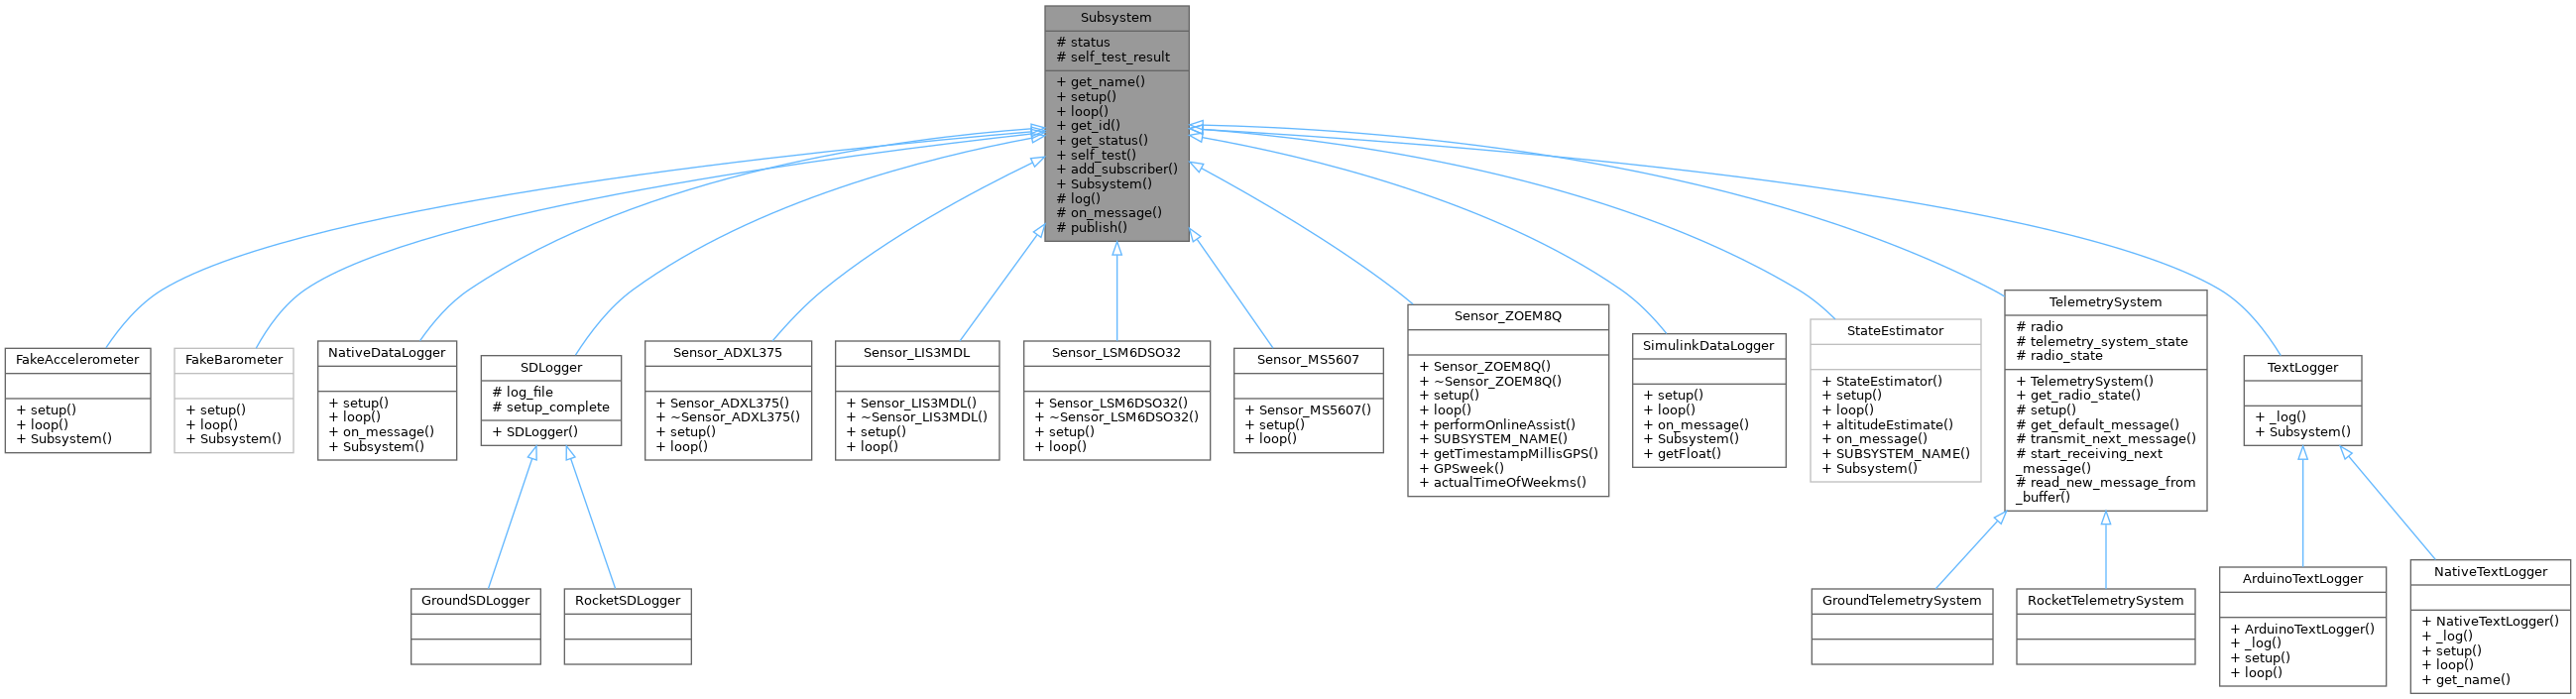 Subsystem
# status
# self_test_result
+ get_name()
+ setup()
+ loop()
+ get_id()
+ get_status()
+ self_test()
+ add_subscriber()
+ Subsystem()
# log()
# on_message()
# publish()
FakeAccelerometer
+ setup()
+ loop()
+ Subsystem()
FakeBarometer
+ setup()
+ loop()
+ Subsystem()
NativeDataLogger
+ setup()
+ loop()
+ on_message()
+ Subsystem()
SDLogger
# log_file
# setup_complete
+ SDLogger()
Sensor_ADXL375
+ Sensor_ADXL375()
+ ~Sensor_ADXL375()
+ setup()
+ loop()
Sensor_LIS3MDL
+ Sensor_LIS3MDL()
+ ~Sensor_LIS3MDL()
+ setup()
+ loop()
Sensor_LSM6DSO32
+ Sensor_LSM6DSO32()
+ ~Sensor_LSM6DSO32()
+ setup()
+ loop()
Sensor_MS5607
+ Sensor_MS5607()
+ setup()
+ loop()
Sensor_ZOEM8Q
+ Sensor_ZOEM8Q()
+ ~Sensor_ZOEM8Q()
+ setup()
+ loop()
+ performOnlineAssist()
+ SUBSYSTEM_NAME()
+ getTimestampMillisGPS()
+ GPSweek()
+ actualTimeOfWeekms()
SimulinkDataLogger
+ setup()
+ loop()
+ on_message()
+ Subsystem()
+ getFloat()
StateEstimator
+ StateEstimator()
+ setup()
+ loop()
+ altitudeEstimate()
+ on_message()
+ SUBSYSTEM_NAME()
+ Subsystem()
TelemetrySystem
# radio
# telemetry_system_state
# radio_state
+ TelemetrySystem()
+ get_radio_state()
# setup()
# get_default_message()
# transmit_next_message()
# start_receiving_next
_message()
# read_new_message_from
_buffer()
TextLogger
+ _log()
+ Subsystem()
GroundSDLogger
RocketSDLogger
GroundTelemetrySystem
RocketTelemetrySystem
ArduinoTextLogger
+ ArduinoTextLogger()
+ _log()
+ setup()
+ loop()
NativeTextLogger
+ NativeTextLogger()
+ _log()
+ setup()
+ loop()
+ get_name()